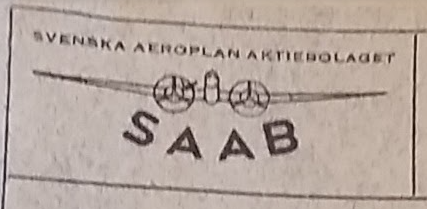 SVENSKA AEROPLAN AKTIEBOLAGET
SAAB